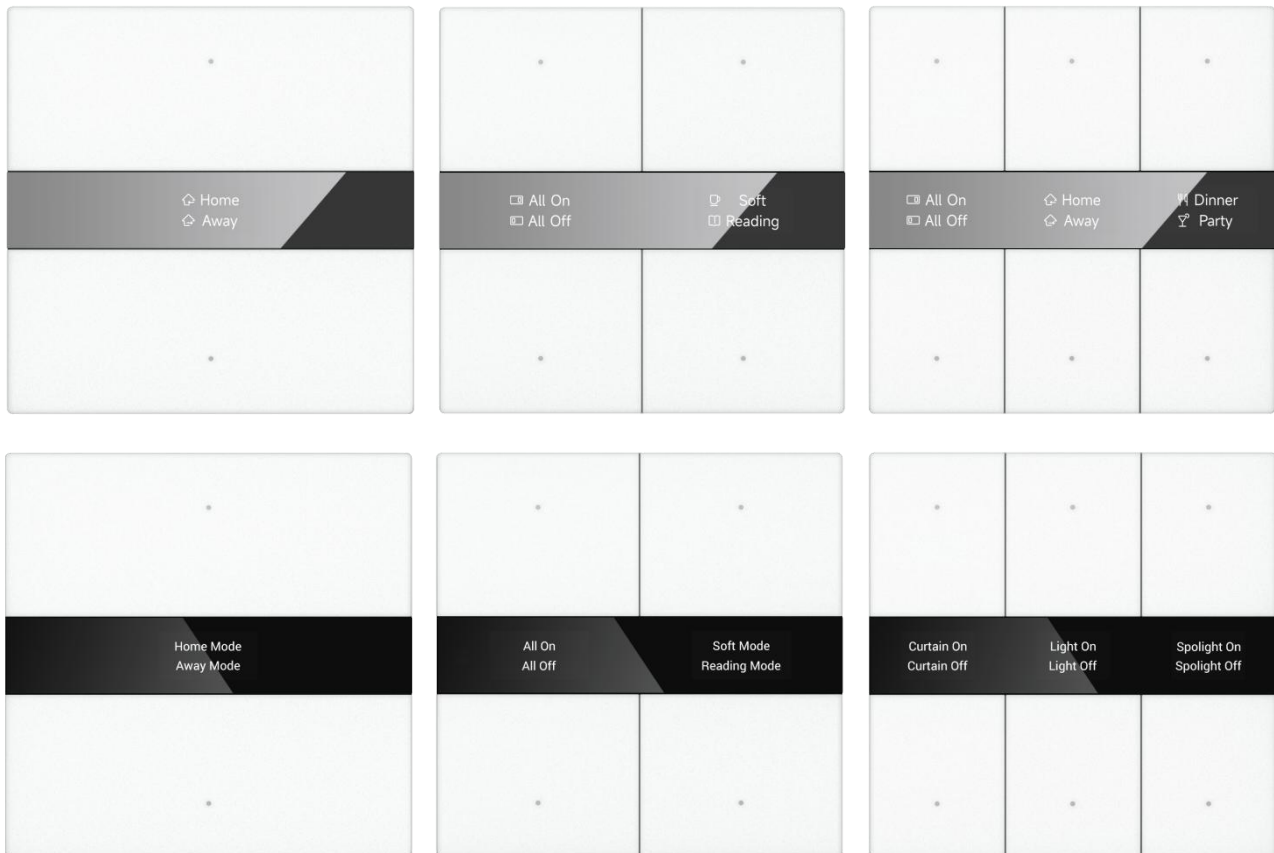 Home
Away
All On
All Off
Soft
Reading
All On
All Off
Home
Away
Dinner
Party
Home Mode
Away Mode
All On
All Off
Soft Mode
Reading Mode
Curtain On
Curtain Off
Light On
Light Off
Spolight On
Spolight Off